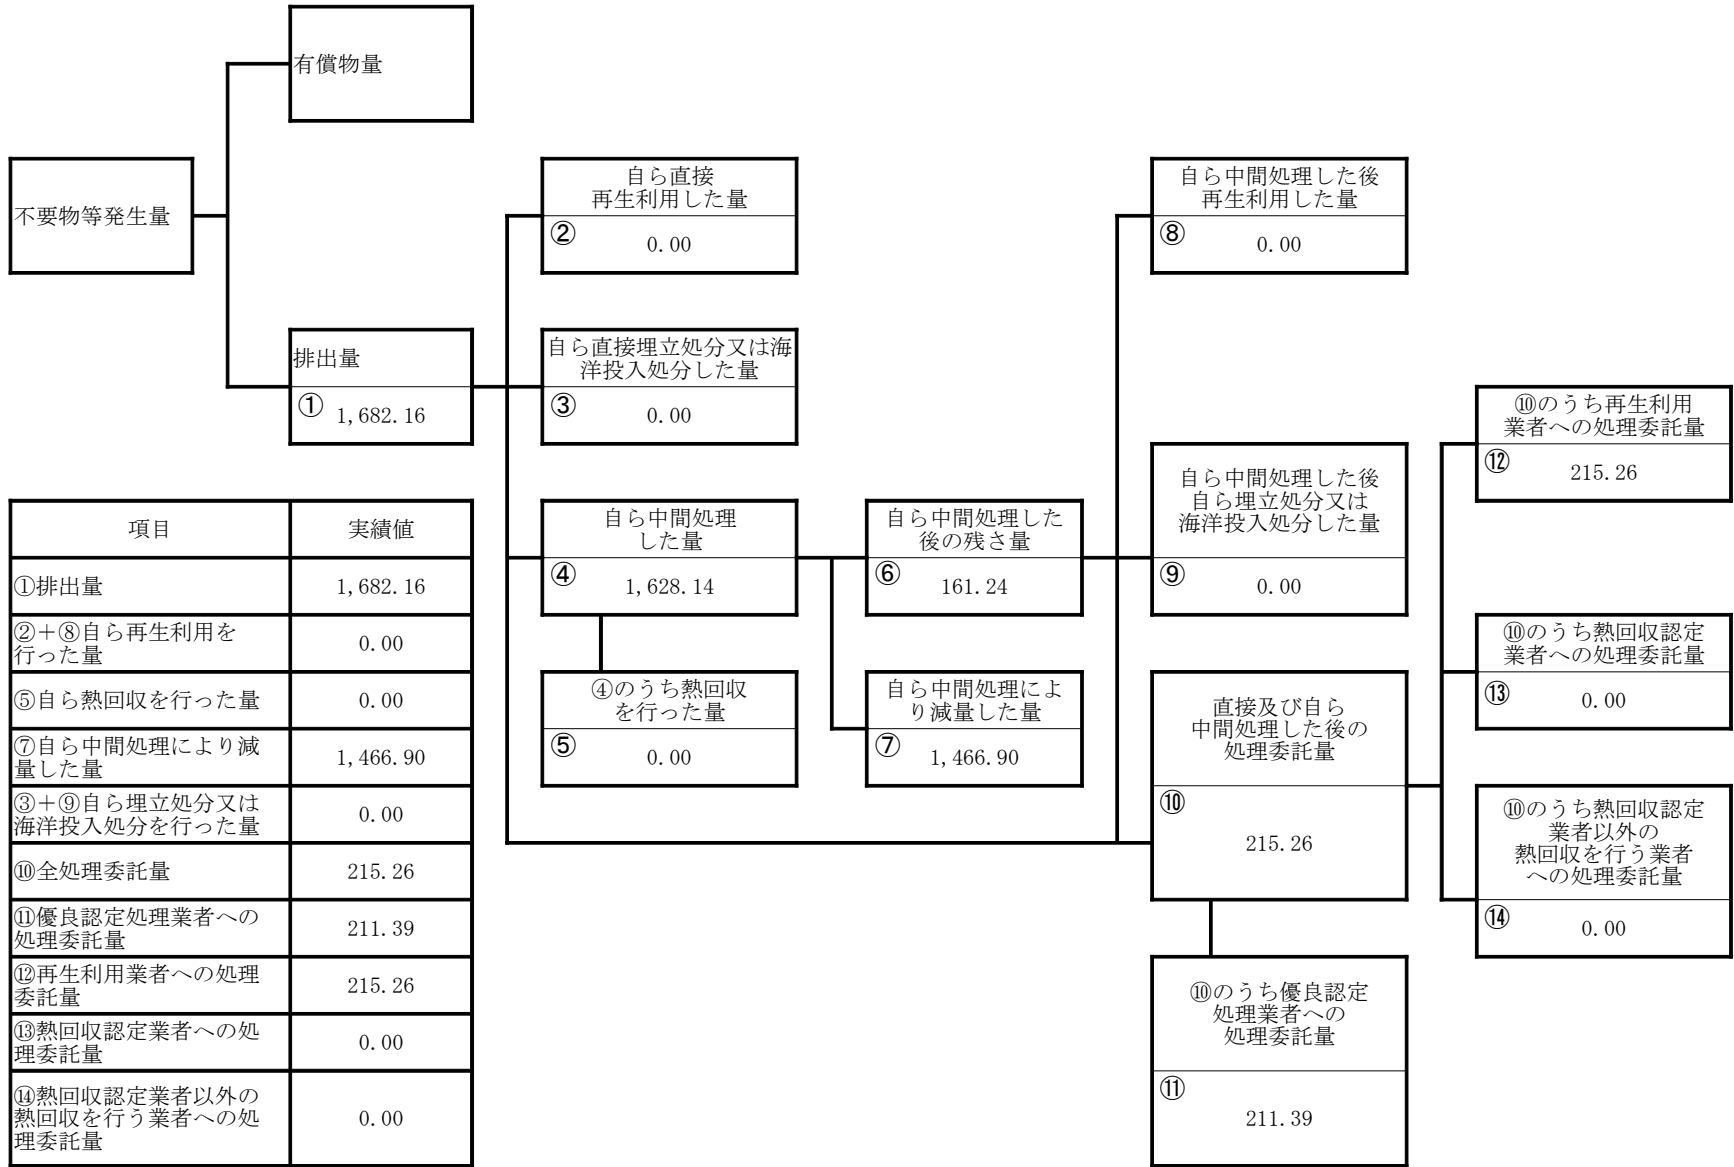 有償物量
不要物等発生量
排出量
① 1,682.16
自ら直接
再生利用した量
② 0.00
自ら直接埋立処分又は海
洋投入処分した量
③ 0.00
自ら中間処理
した量
④ 1,628.14
④のうち熱回収
を行った量
⑤ 0.00
自ら中間処理した
後の残さ量
⑥ 161.24
自ら中間処理によ
り減量した量
⑦ 1,466.90
自ら中間処理した後
再生利用した量
⑧ 0.00
自ら中間処理した後
自ら埋立処分又は
海洋投入処分した量
⑨ 0.00
直接及び自ら
中間処理した後の
処理委託量
⑩
215.26
⑩のうち優良認定
処理業者への
処理委託量
⑪
211.39
⑩のうち再生利用
業者への処理委託量
⑫ 215.26
⑩のうち熱回収認定
業者への処理委託量
⑬ 0.00
⑩のうち熱回収認定
業者以外の
熱回収を行う業者
への処理委託量
⑭ 0.00
項目 実績値
①排出量 1,682.16
②+⑧自ら再生利用を
行った量 0.00
⑤自ら熱回収を行った量 0.00
⑦自ら中間処理により減
量した量 1,466.90
③+⑨自ら埋立処分又は
海洋投入処分を行った量 0.00
⑩全処理委託量 215.26
⑪優良認定処理業者への
処理委託量 211.39
⑫再生利用業者への処理
委託量 215.26
⑬熱回収認定業者への処
理委託量 0.00
⑭熱回収認定業者以外の
熱回収を行う業者への処
理委託量 0.00